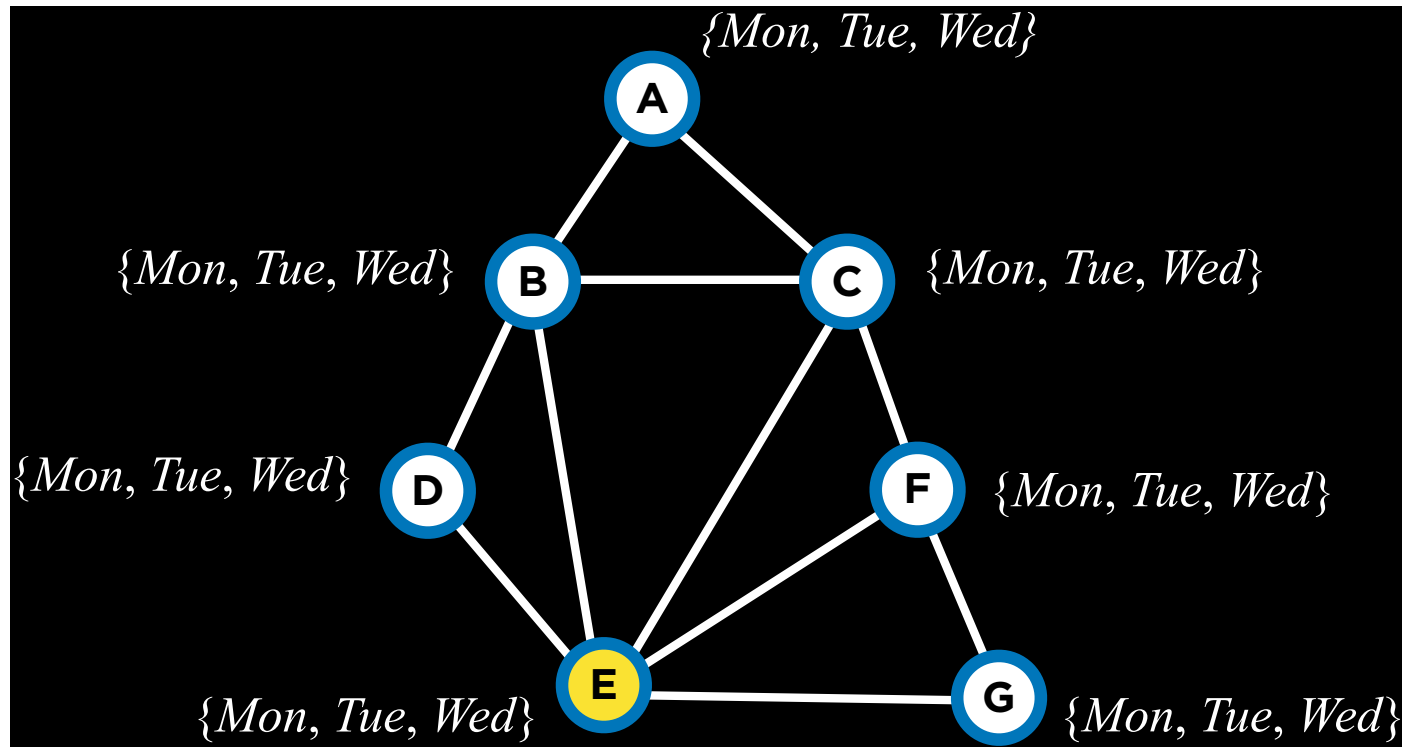 {Mon, Tue, Wed}
A
{Mon, Tue, Wed} B C {Mon, Tue, Wed}
{Mon, Tue, Wed} D F {Mon, Tue, Wed}
{Mon, Tue, Wed} E G {Mon, Tue, Wed}